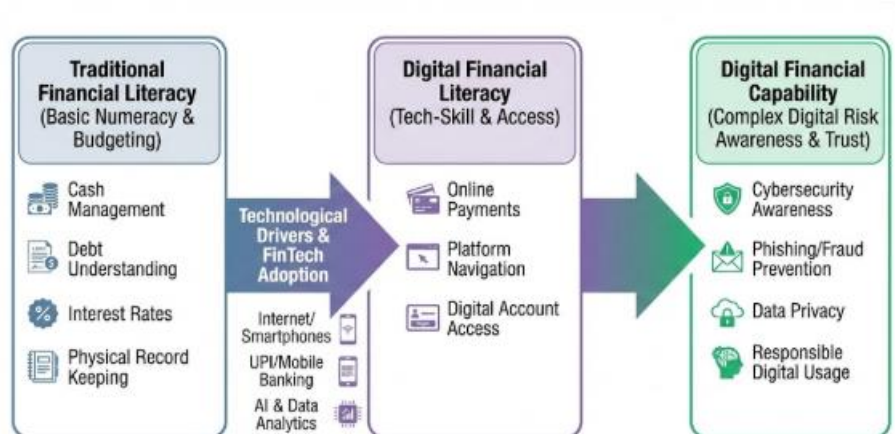 Traditional
Financial Literacy
(Basic Numeracy &
Budgeting)
Cash
Management
Debt
Understanding
Interest Rates
Physical Record
Keeping
Technological
Drivers &
FinTech
Adoption
Internet/
Smartphones
UPI/Mobile
Banking
AI & Data
Analytics
Digital Financial
Literacy
(Tech-Skill & Access)
Online
Payments
Platform
Navigation
Digital Account
Access
Digital Financial
Capability
(Complex Digital Risk
Awareness & Trust)
Cybersecurity
Awareness
Phishing/Fraud
Prevention
Data Privacy
Responsible
Digital Usage